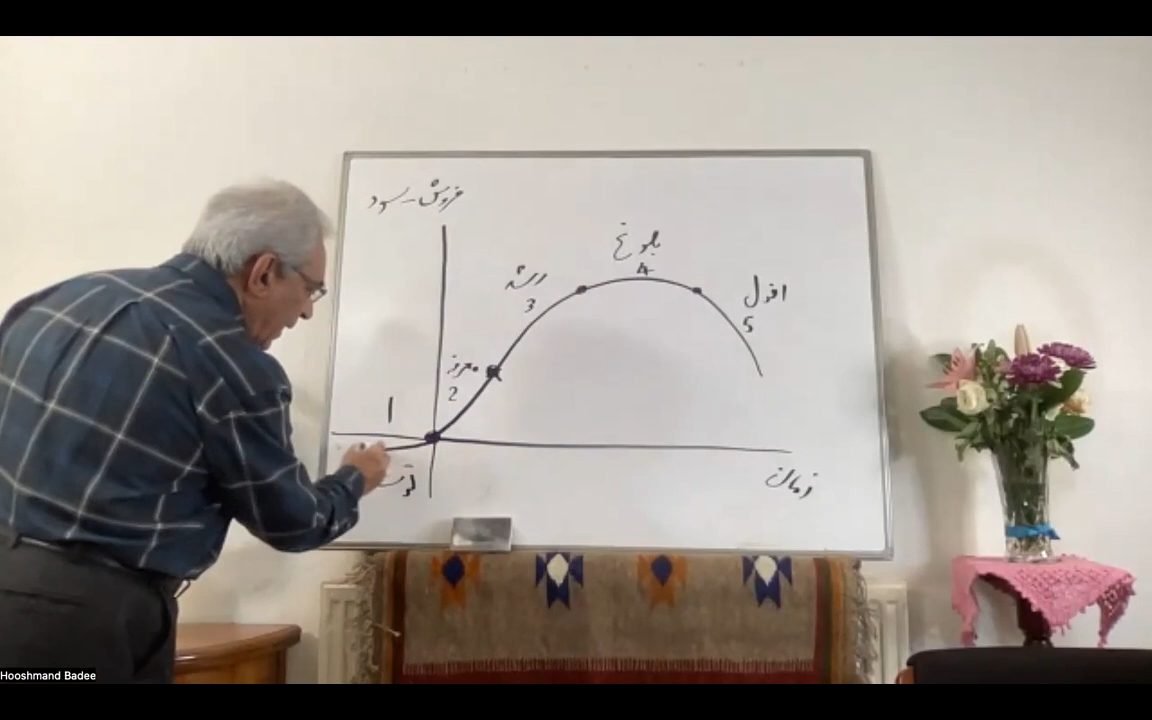 فروش - سود
بلوغ
4
رشد
3
افول
5
معرفی
2
1
زمان
Hooshmand Badee